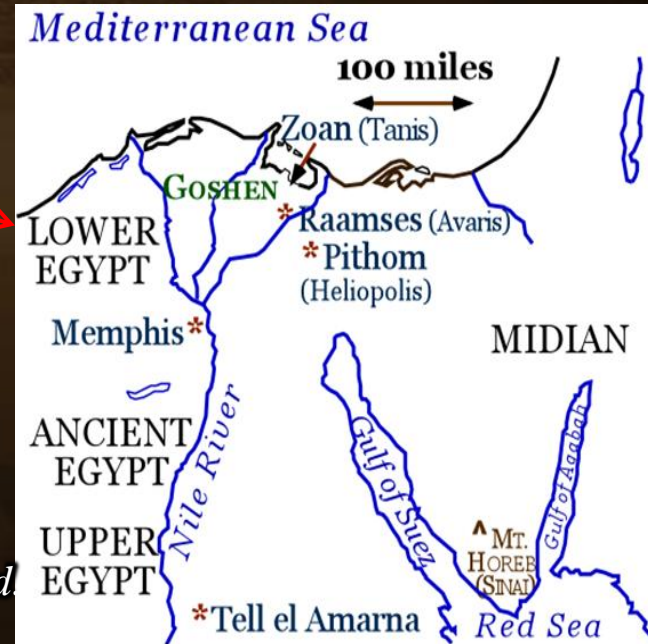 Mediterranean Sea
100 miles
Zoan (Tanis)
GOSHEN
Raamses (Avaris)
LOWER
EGYPT
Pithom
(Heliopolis)
Memphis
MIDIAN
ANCIENT
EGYPT
Nile River
Gulf of Suez
Gulf of Aqabah
UPPER
EGYPT
^ MT.
HOREB
(SINAI)
d.
*Tell el Amarna
Red Sea